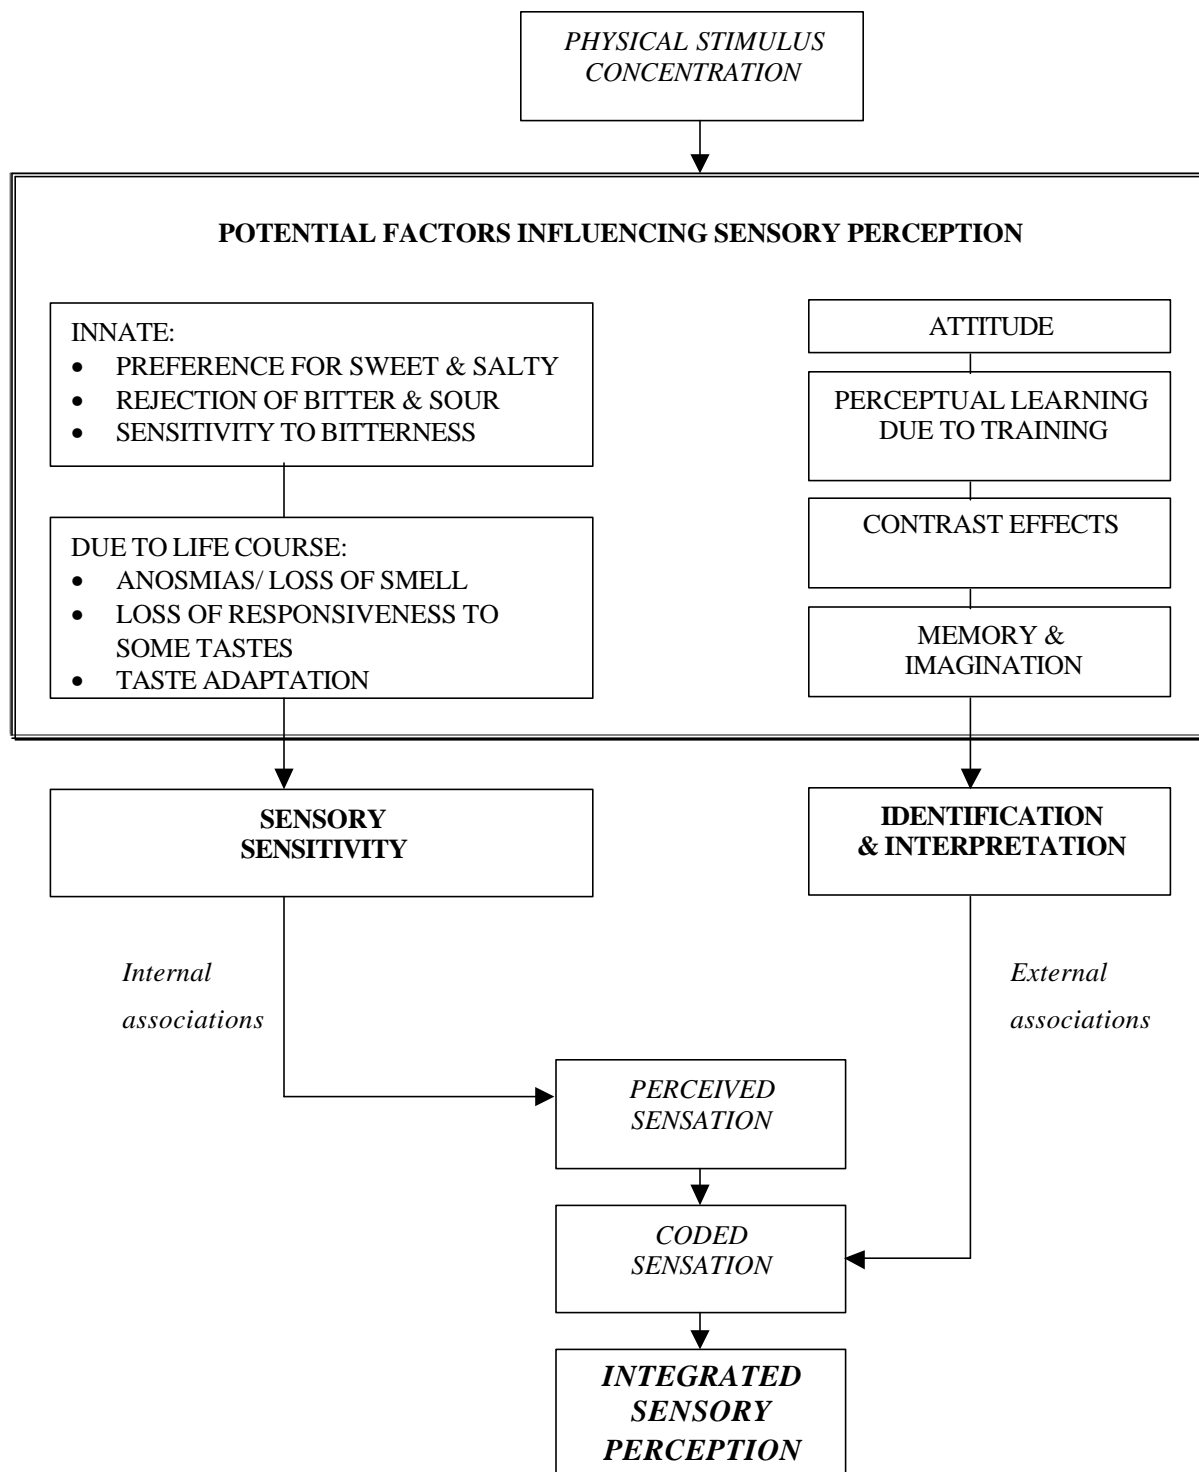 PHYSICAL STIMULUS
CONCENTRATION
POTENTIAL FACTORS INFLUENCING SENSORY PERCEPTION
INNATE:
• PREFERENCE FOR SWEET & SALTY
• REJECTION OF BITTER & SOUR
• SENSITIVITY TO BITTERNESS
DUE TO LIFE COURSE:
• ANOSMIAS/ LOSS OF SMELL
• LOSS OF RESPONSIVENESS TO
SOME TASTES
• TASTE ADAPTATION
ATTITUDE
PERCEPTUAL LEARNING
DUE TO TRAINING
CONTRAST EFFECTS
MEMORY &
IMAGINATION
SENSORY
SENSITIVITY
IDENTIFICATION
& INTERPRETATION
Internal
associations
External
associations
PERCEIVED
SENSATION
CODED
SENSATION
INTEGRATED
SENSORY
PERCEPTION